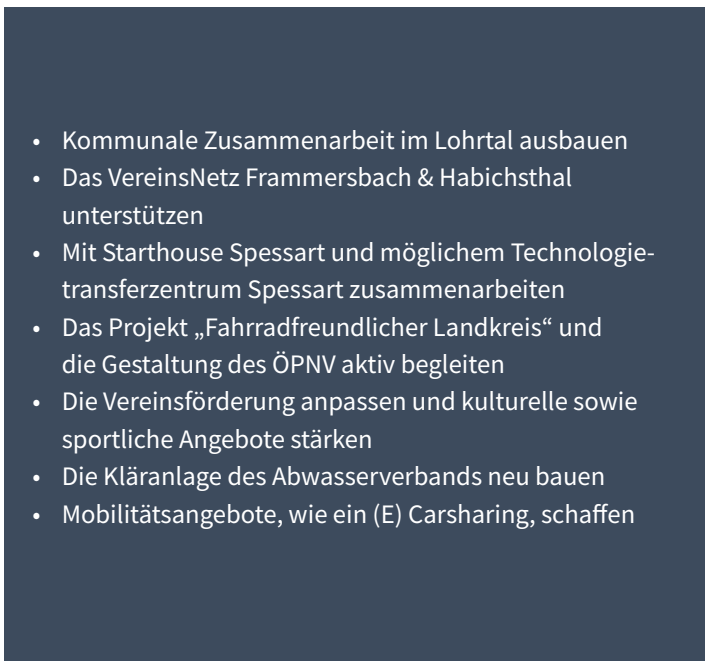 • Kommunale Zusammenarbeit im Lohrtal ausbauen
• Das VereinsNetz Frammersbach & Habichsthal
unterstützen
• Mit Starthouse Spessart und möglichem Technologie-
transferzentrum Spessart zusammenarbeiten
• Das Projekt „Fahrradfreundlicher Landkreis“ und
die Gestaltung des ÖPNV aktiv begleiten
• Die Vereinsförderung anpassen und kulturelle sowie
sportliche Angebote stärken
• Die Kläranlage des Abwasserverbands neu bauen
• Mobilitätsangebote, wie ein (E) Carsharing, schaffen